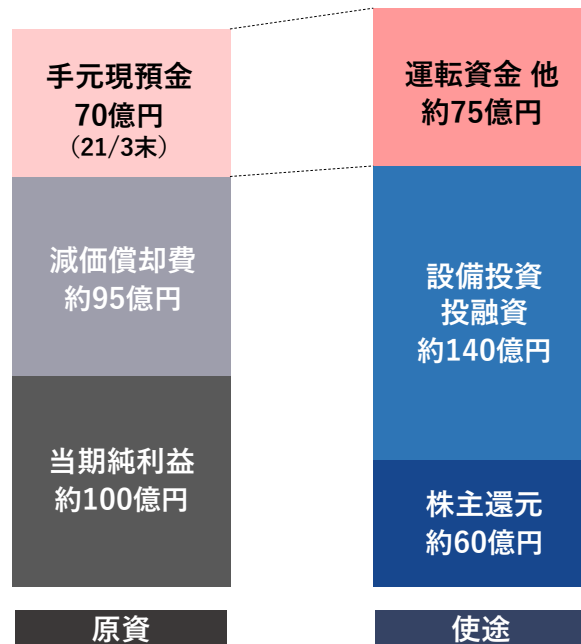 手元現預金
70億円
(21/3末)
減価償却費
約95億円
当期純利益
約100億円
原資
運転資金 他
約75億円
設備投資
投融資
約140億円
株主還元
約60億円
使途